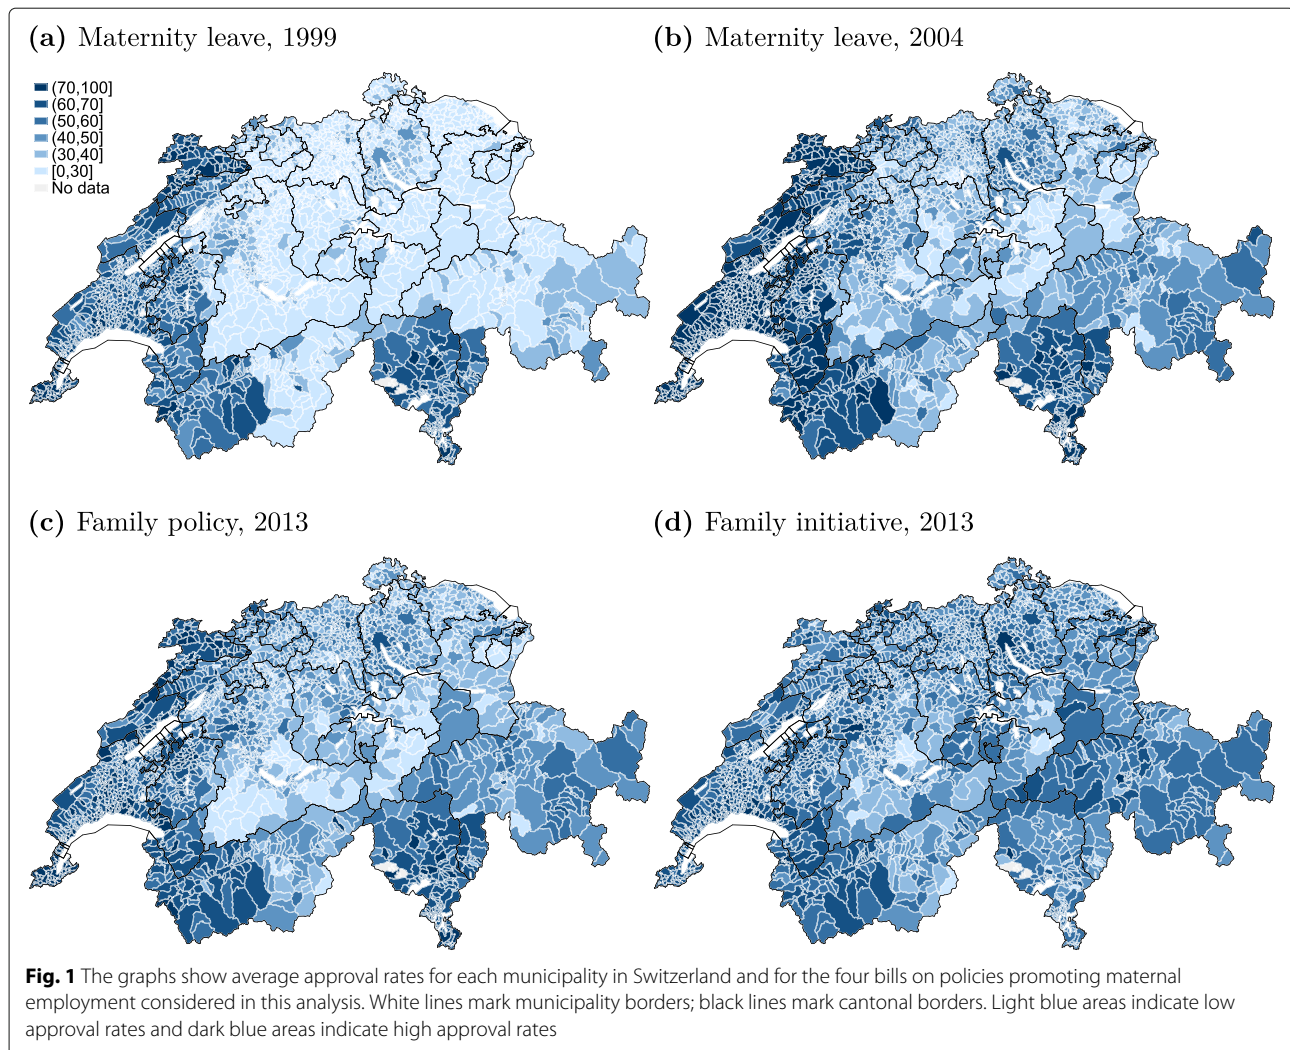 (a) Maternity leave, 1999
(b) Maternity leave, 2004
(70,100]
(60,70]
(50,60]
(40,50]
(30,40]
[0,30]
No data
(c) Family policy, 2013
(d) Family initiative, 2013
Fig. 1 The graphs show average approval rates for each municipality in Switzerland and for the four bills on policies promoting maternal
employment considered in this analysis. White lines mark municipality borders; black lines mark cantonal borders. Light blue areas indicate low
approval rates and dark blue areas indicate high approval rates